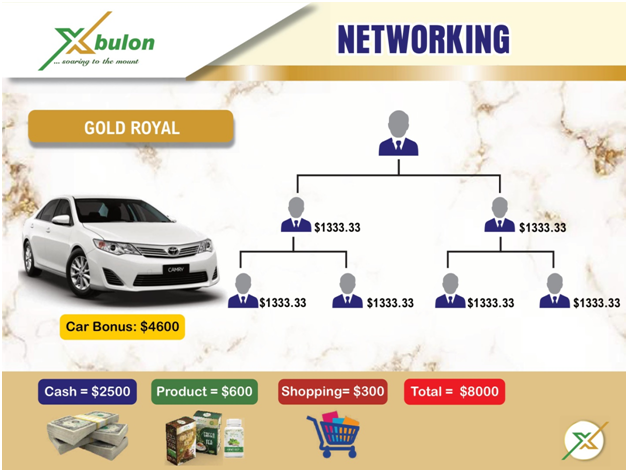 Xbulon
... soaring to the mount
NETWORKING
GOLD ROYAL
$1333.33
$1333.33
$1333.33
$1333.33
$1333.33
$1333.33
CAMRY
Car Bonus: $4600
Cash = $2500
Product = $600
Shopping= $300
Total = $8000
X